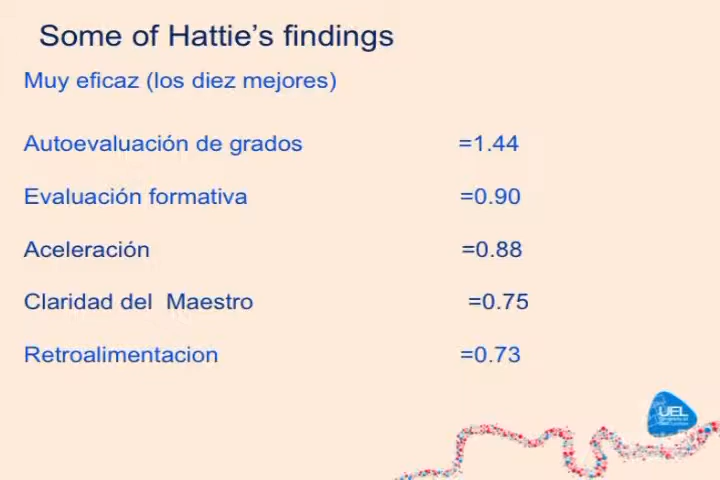 Some of Hattie’s findings
Muy eficaz (los diez mejores)
Autoevaluación de grados =1.44
Evaluación formativa =0.90
Aceleración =0.88
Claridad del  Maestro =0.75
Retroalimentacion =0.73
UEL